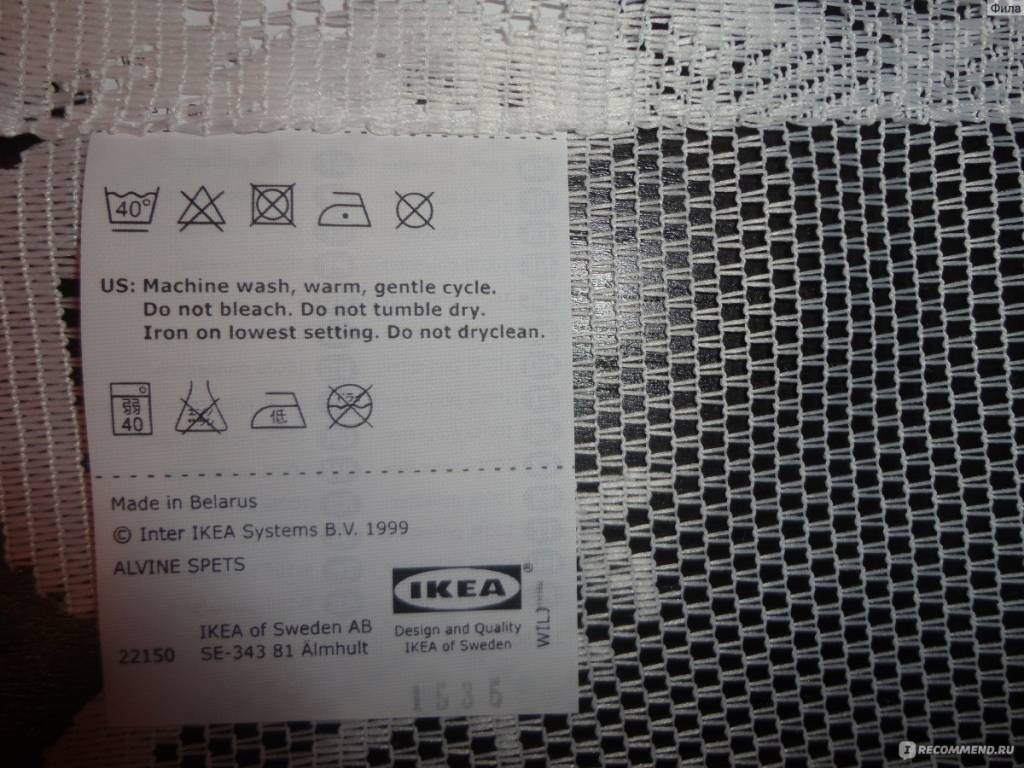 Фила
40°
US: Machine wash, warm, gentle cycle.
Do not bleach. Do not tumble dry.
Iron on lowest setting. Do not dryclean.
弱
40
低
Made in Belarus
© Inter IKEA Systems B.V. 1999
ALVINE SPETS
IKEA®
IKEA of Sweden AB
Design and Quality
22150 SE-343 81 Älmhult
IKEA of Sweden
1535
IRECOMMEND.RU